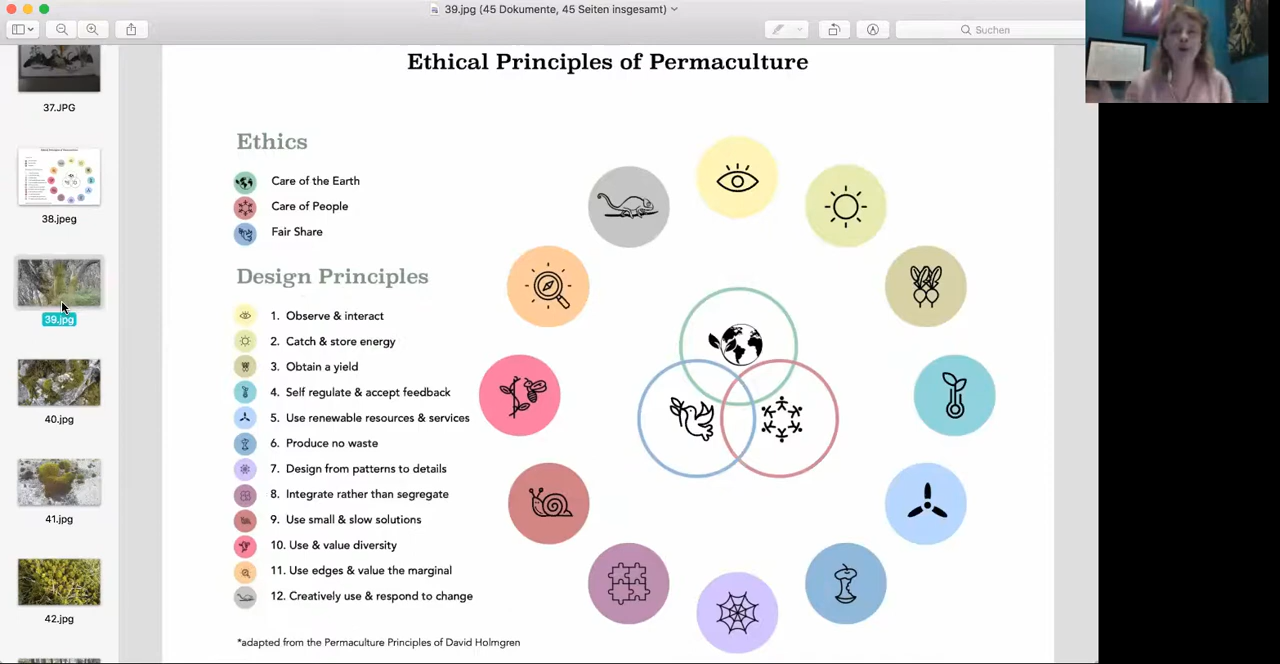 39.jpg (45 Dokumente, 45 Seiten insgesamt)
Suchen
37.JPG
38.jpeg
39.jpg
40.jpg
41.jpg
42.jpg
Ethical Principles of Permaculture
Ethics
Care of the Earth
Care of People
Fair Share
Design Principles
1. Observe & interact
2. Catch & store energy
3. Obtain a yield
4. Self regulate & accept feedback
5. Use renewable resources & services
6. Produce no waste
7. Design from patterns to details
8. Integrate rather than segregate
9. Use small & slow solutions
10. Use & value diversity
11. Use edges & value the marginal
12. Creatively use & respond to change
*adapted from the Permaculture Principles of David Holmgren